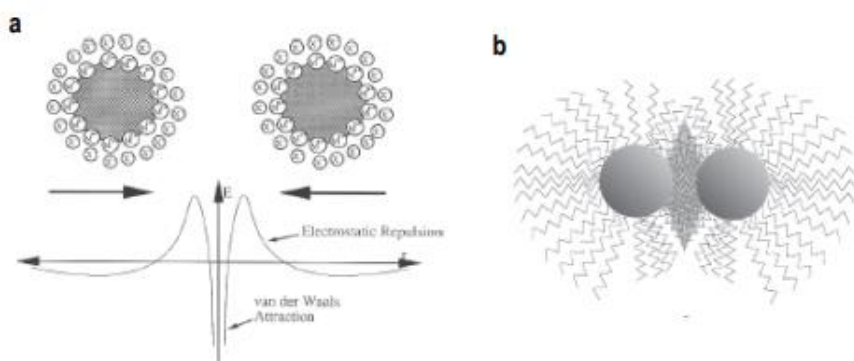 a
b
E
Electrostatic Repulsion
r
van der Waals
Attraction